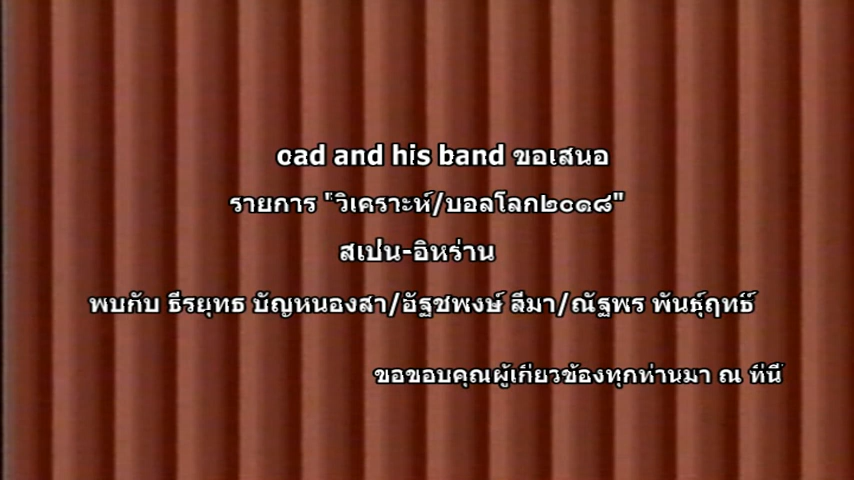 oad and his band ขอเสนอ
รายการ "วิเคราะห์/บอลโลก๒๐๑๘"
สเปน-อิหร่าน
พบกับ ธีรยุทธ บัญหนองสา/อัฐชพงษ์ สีมา/ณัฐพร พันธุ์ฤทธิ์
ขอขอบคุณผู้เกี่ยวข้องทุกท่านมา ณ ที่นี้